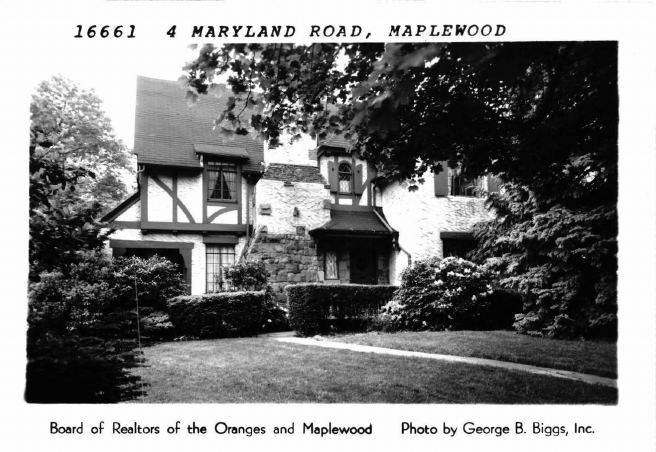 16661 4 MARYLAND ROAD, MAPLEWOOD
Board of Realtors of the Oranges and Maplewood Photo by George B. Biggs, Inc.